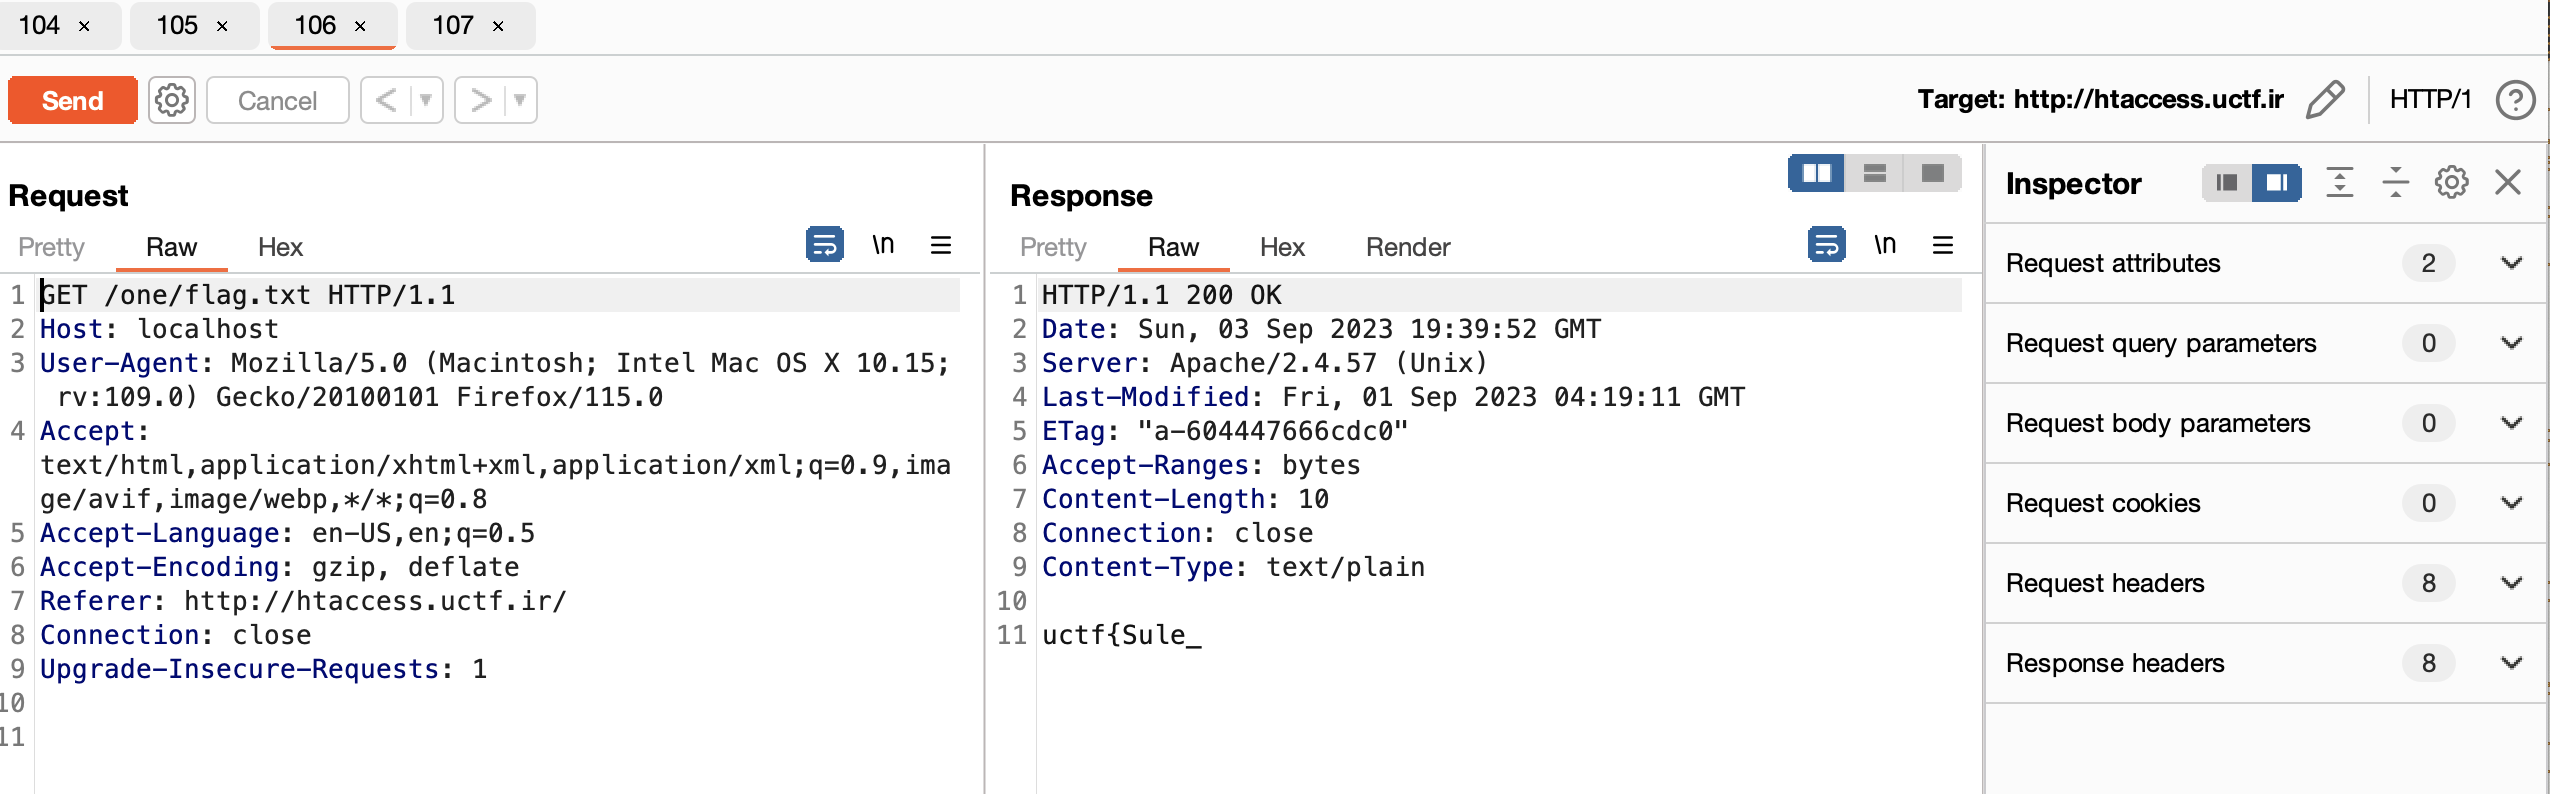 104 × 105 × 106 × 107 ×
Send Cancel < ▼ > ▼ Target: http://htaccess.uctf.ir HTTP/1 ?
Request
Pretty Raw Hex \n
1 GET /one/flag.txt HTTP/1.1
2 Host: localhost
3 User-Agent: Mozilla/5.0 (Macintosh; Intel Mac OS X 10.15;
rv:109.0) Gecko/20100101 Firefox/115.0
4 Accept:
text/html,application/xhtml+xml,application/xml;q=0.9,ima
ge/avif,image/webp,*/*;q=0.8
5 Accept-Language: en-US,en;q=0.5
6 Accept-Encoding: gzip, deflate
7 Referer: http://htaccess.uctf.ir/
8 Connection: close
9 Upgrade-Insecure-Requests: 1
10
11
Response
Pretty Raw Hex Render \n
1 HTTP/1.1 200 OK
2 Date: Sun, 03 Sep 2023 19:39:52 GMT
3 Server: Apache/2.4.57 (Unix)
4 Last-Modified: Fri, 01 Sep 2023 04:19:11 GMT
5 ETag: "a-604447666cdc0"
6 Accept-Ranges: bytes
7 Content-Length: 10
8 Connection: close
9 Content-Type: text/plain
10
11 uctf{Sule_
Inspector
Request attributes 2
Request query parameters 0
Request body parameters 0
Request cookies 0
Request headers 8
Response headers 8